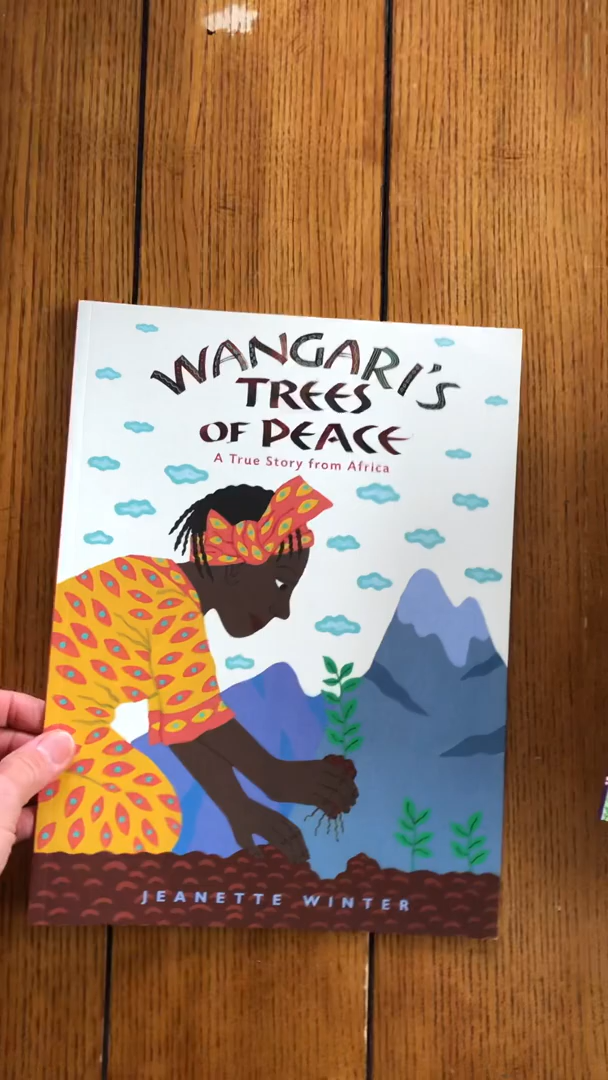 WANGARI'S
TREES
OF PEACE
A True Story from Africa
JEANETTE WINTER